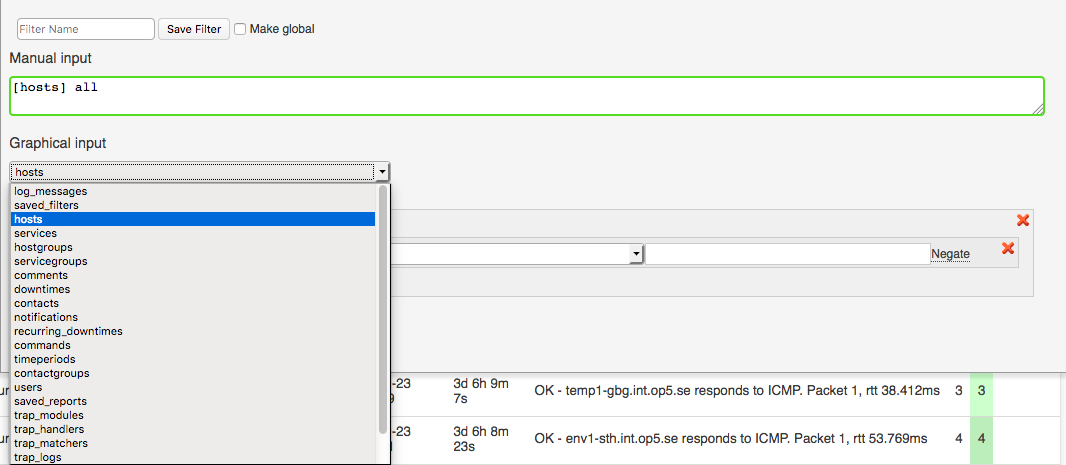 Filter Name Save Filter Make global
Manual input
[hosts] all
Graphical input
hosts
log_messages
saved_filters
hosts
services
hostgroups
servicegroups
comments
Negate
downtimes
contacts
notifications
recurring_downtimes
commands
timeperiods
contactgroups
users
saved_reports
trap_modules
trap_handlers
trap_matchers
trap_logs
-23
3d 6h 9m
7s
OK - temp1-gbg.int.op5.se responds to ICMP. Packet 1, rtt 38.412ms 3 3
-23
3d 6h 8m
23s
OK - env1-sth.int.op5.se responds to ICMP. Packet 1, rtt 53.769ms 4 4